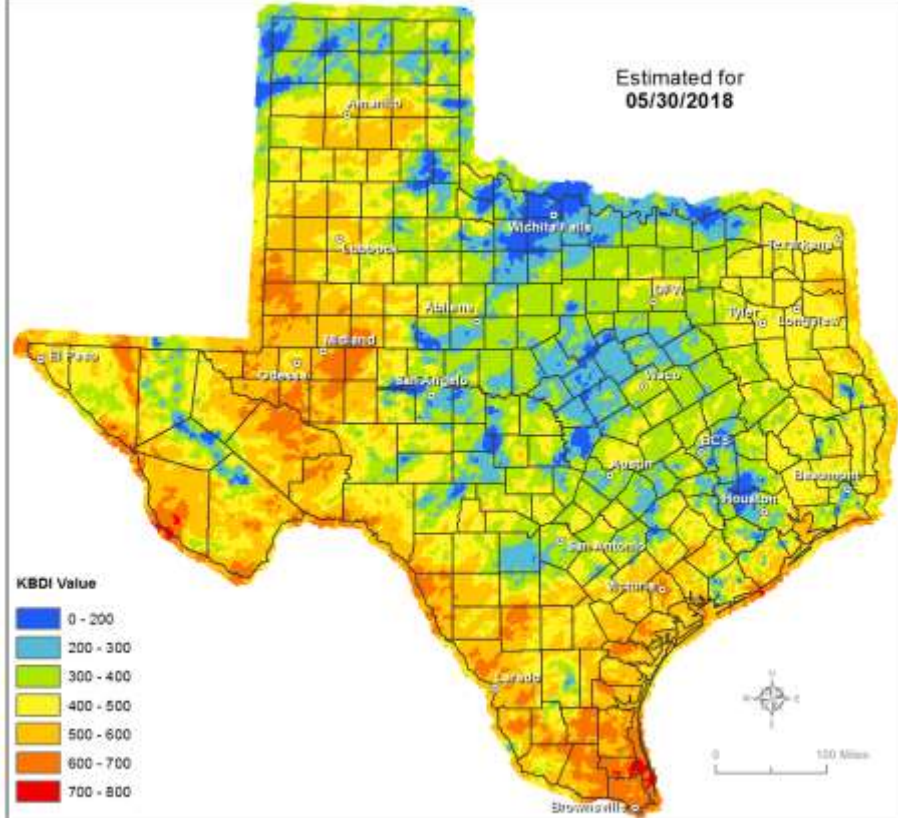 Estimated for
05/30/2018
Amarillo
Wichita Falls
Texarkana
Lubbock
DFW
Abilene
Tyler
Longview
El Paso
Midland
Odessa
San Angelo
Waco
BCS
Austin
Beaumont
Houston
San Antonio
Victoria
KBDI Value
0 - 200
200 - 300
300 - 400
400 - 500
500 - 600
600 - 700
700 - 800
Laredo
0 100 Miles
Brownsville